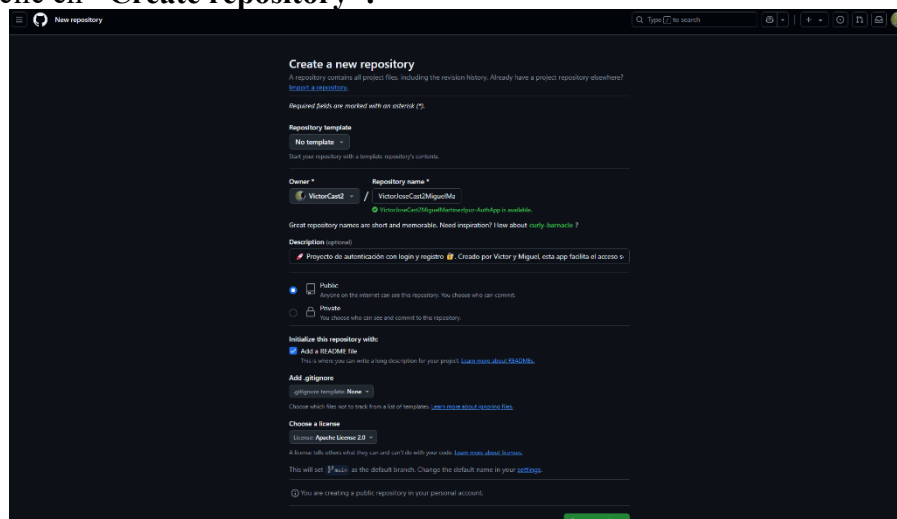 en "Create repository".
New repository
Type / to search
Create a new repository
A repository contains all project files, including the revision history. Already have a project repository elsewhere?
Import a repository.
Required fields are marked with an asterisk (*).
Repository template
No template
Start your repository with a template repository's contents.
Owner * Repository name *
VictorCast2 / VictorJoseCast2MiguelMa
is available.
Great repository names are short and memorable. Need inspiration? How about curly-barnacle ?
Description (optional)
Proyecto de autenticación con login y registro . Creado por Victor y Miguel, esta app facilita el acceso s
Public
Anyone on the internet can see this repository. You choose who can commit.
Private
You choose who can see and commit to this repository.
Initialize this repository with:
Add a README file
This is where you can write a long description for your project. Learn more about READMEs.
Add .gitignore
.gitignore template: None
Choose which files not to track from a list of templates. Learn more about ignoring files.
Choose a license
License: Apache License 2.0
A license tells others what they can and can't do with your code. Learn more about licenses.
This will set main as the default branch. Change the default name in your settings.
You are creating a public repository in your personal account.